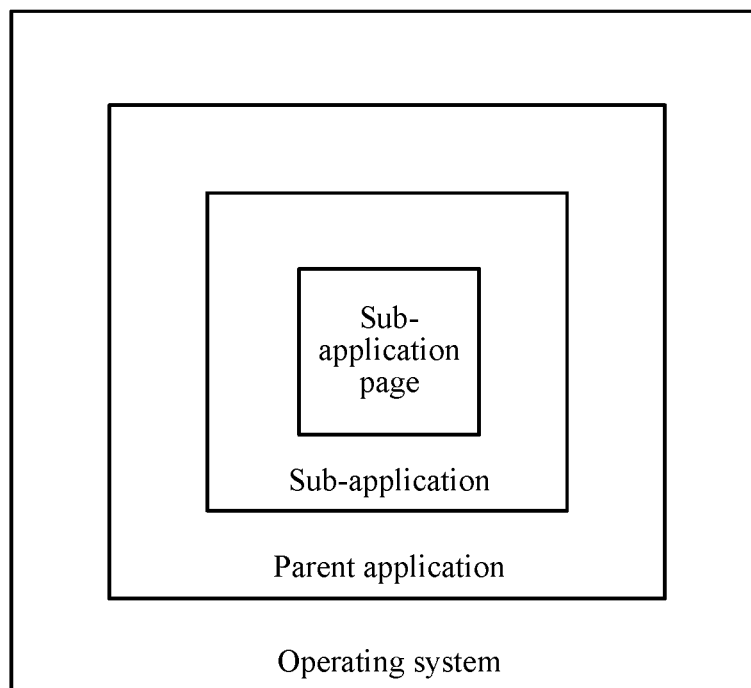 Sub-
application
page
Sub-application
Parent application
Operating system